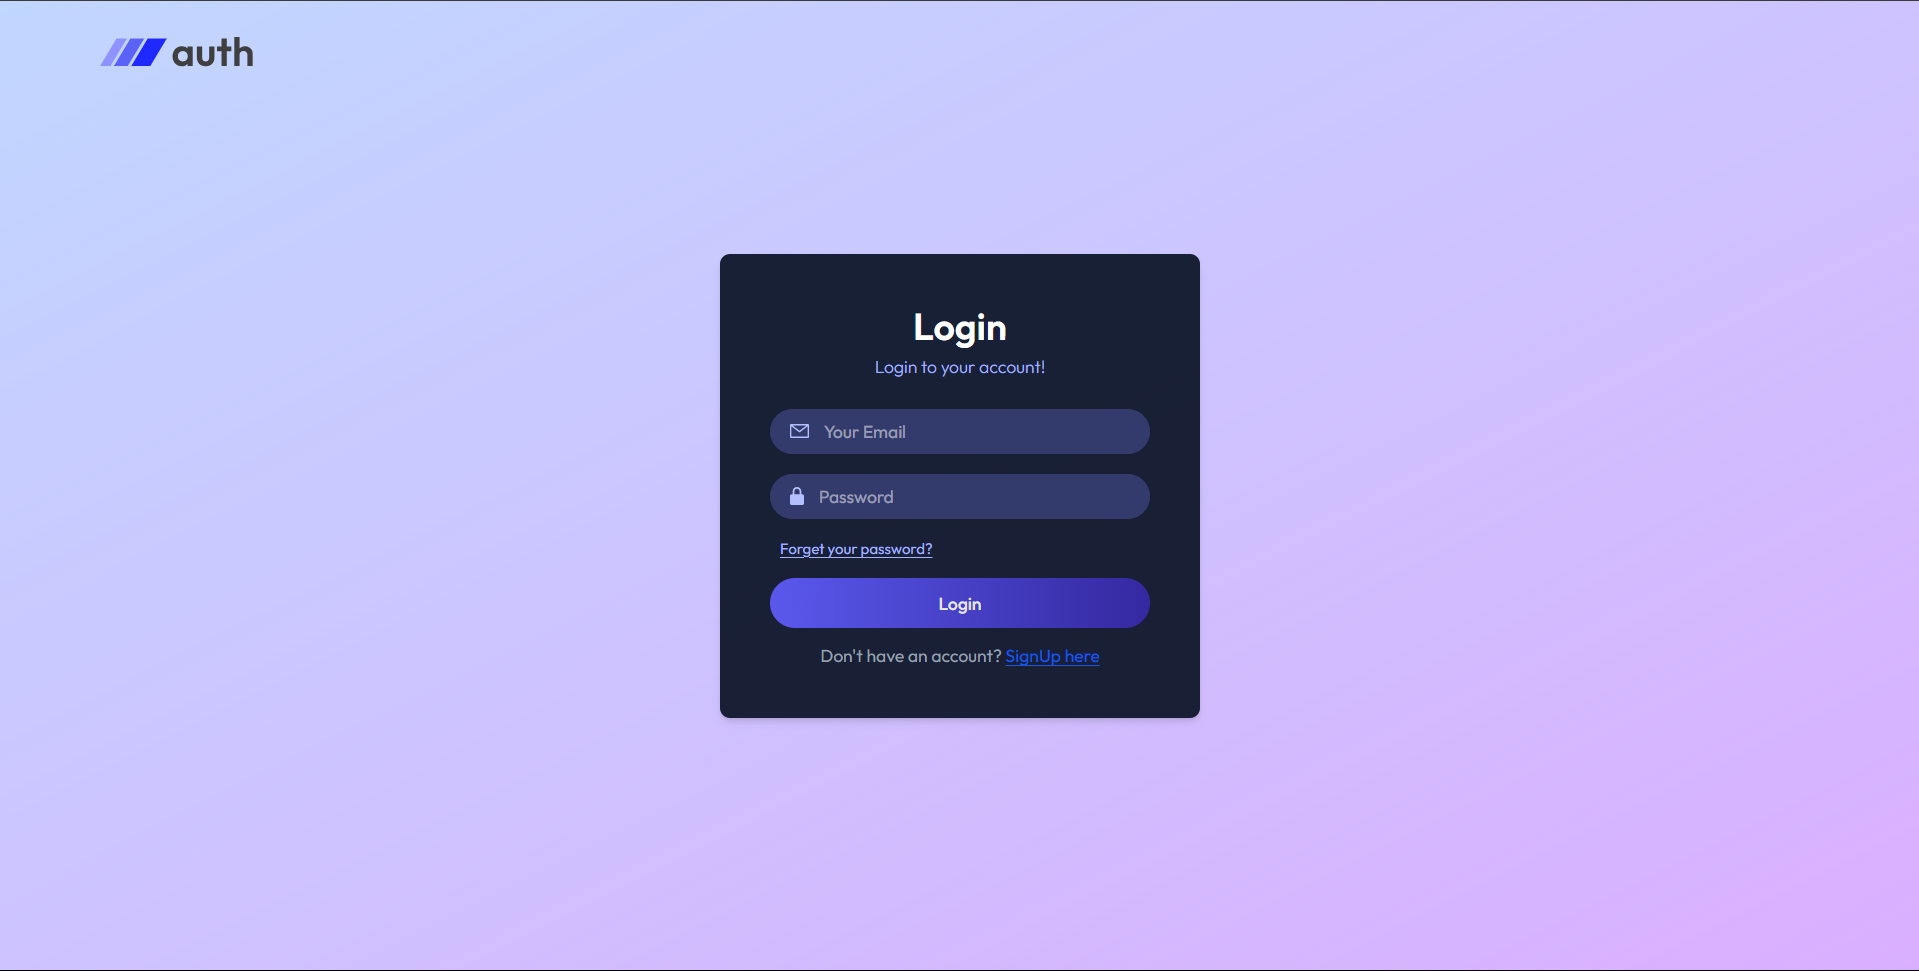 auth
Login
Login to your account!
Your Email
Password
Forget your password?
Login
Don't have an account? SignUp here